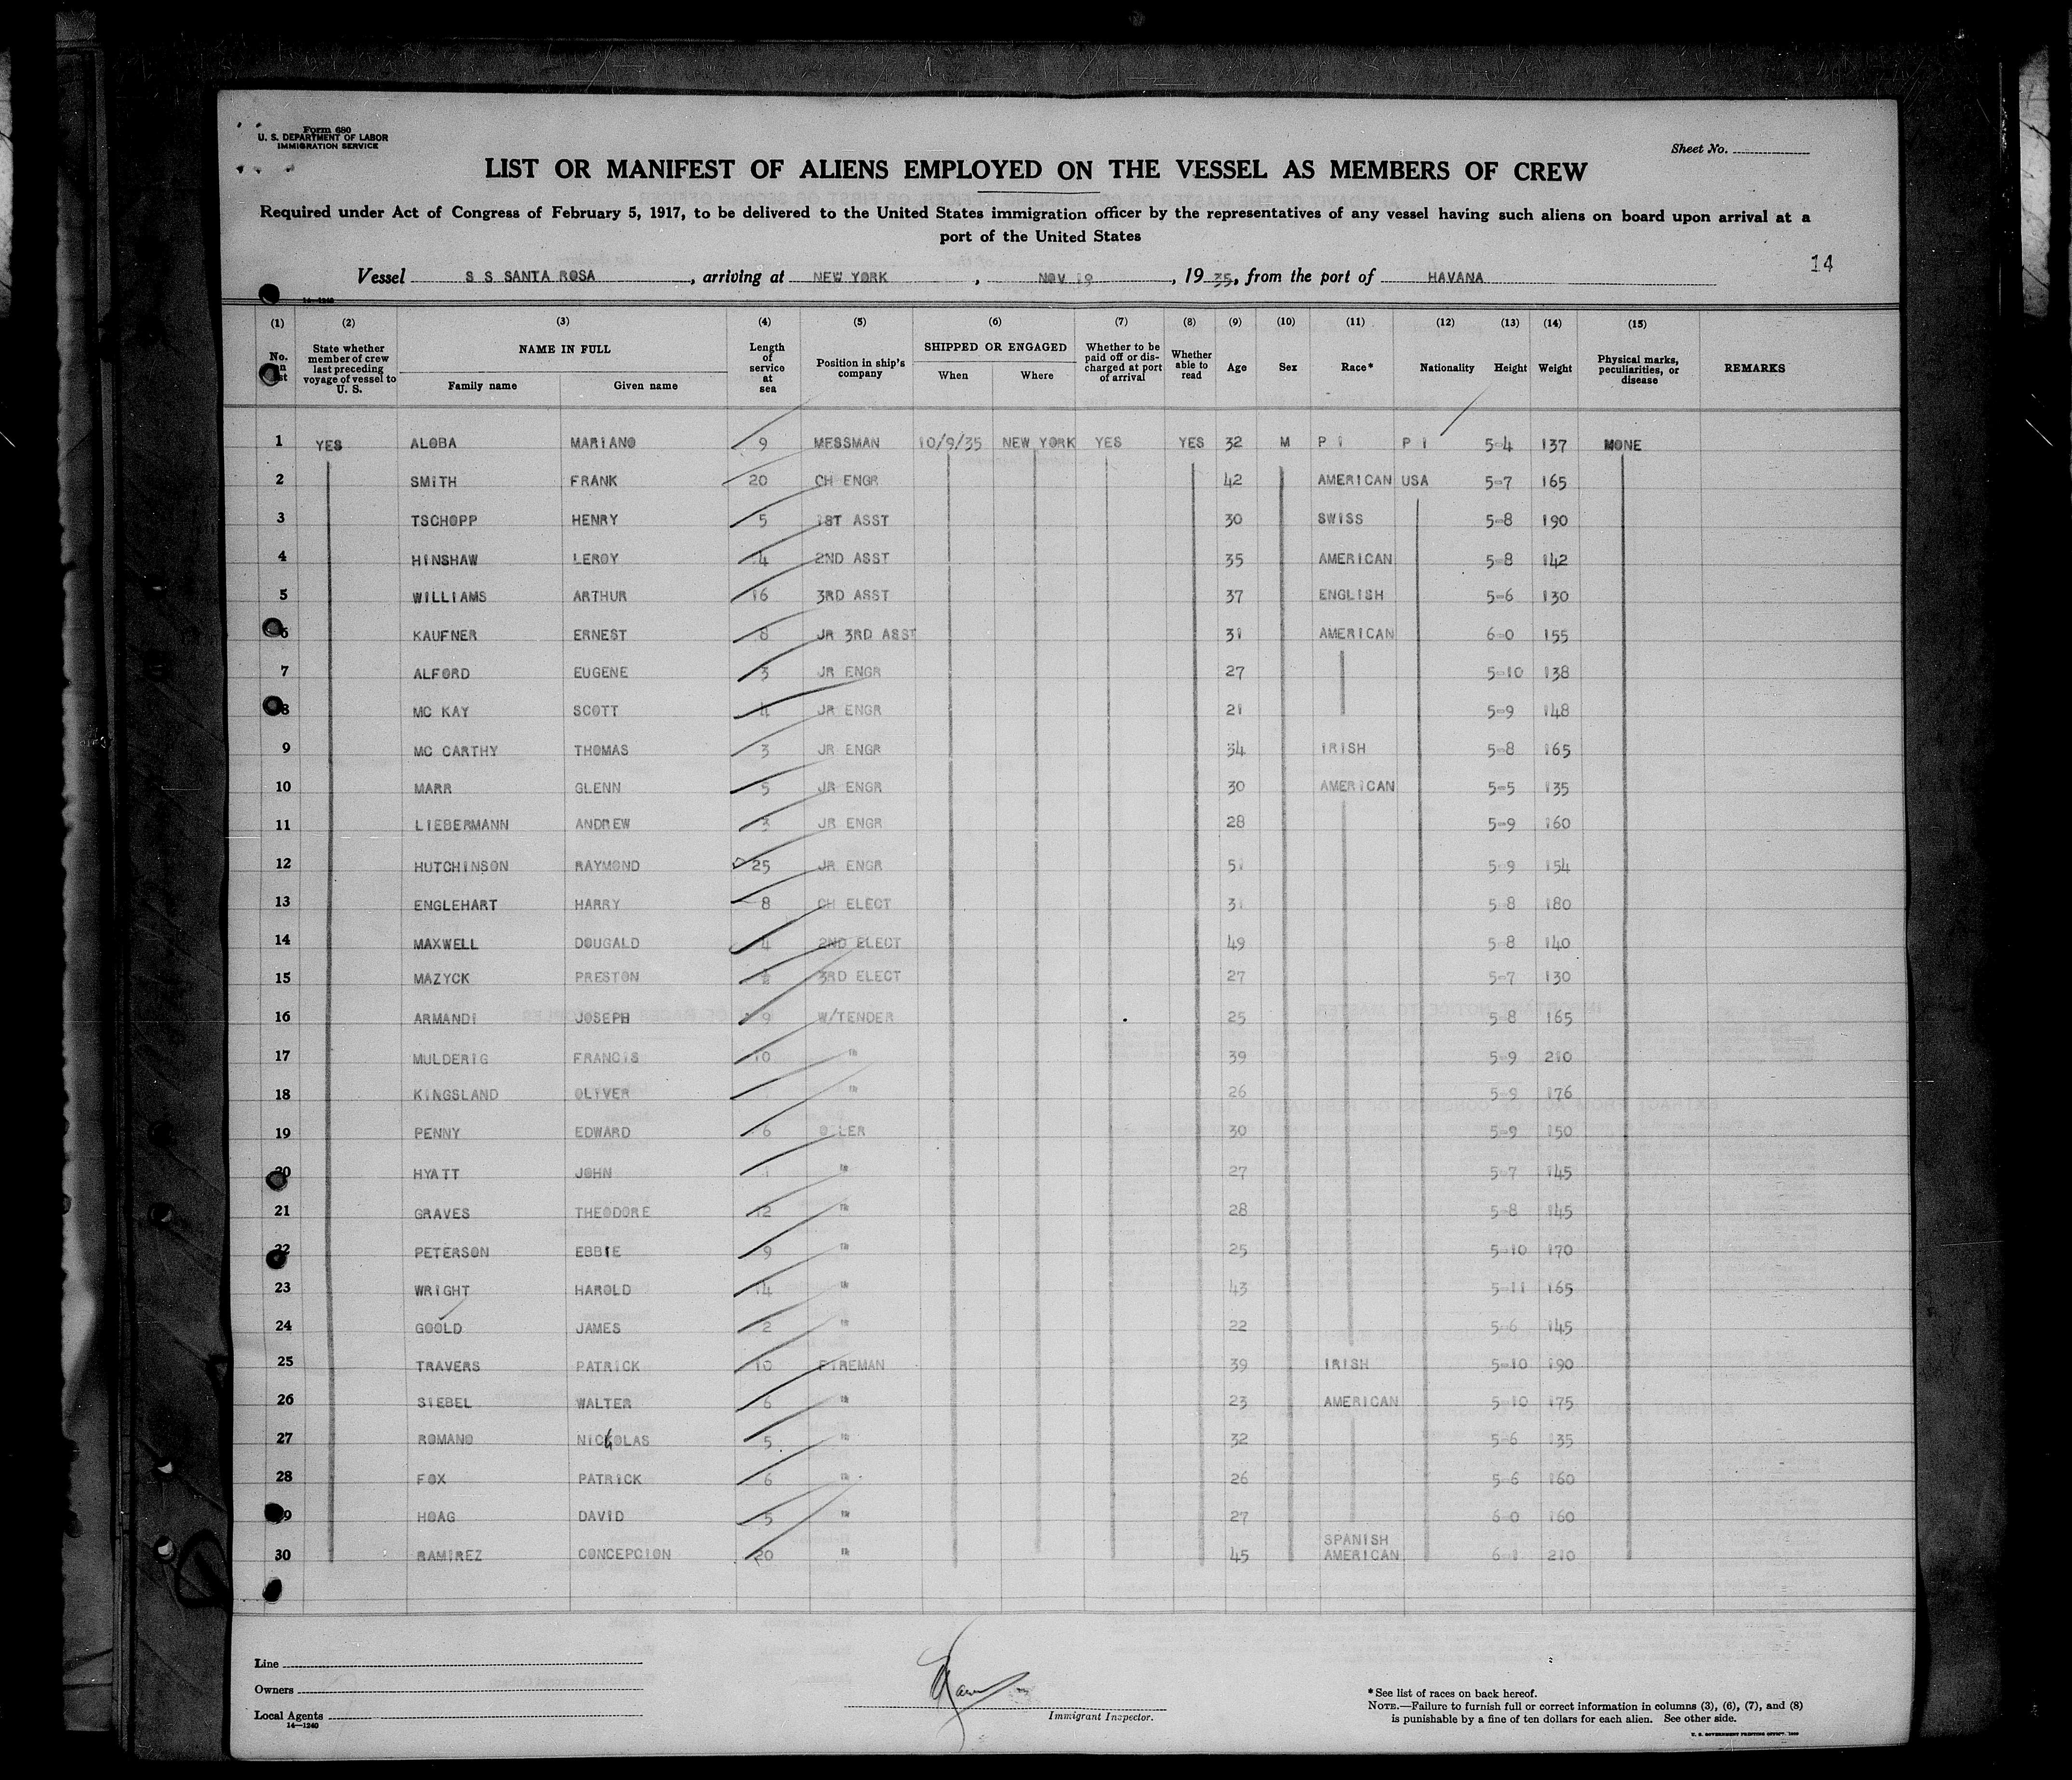 Form 680
U. S. DEPARTMENT OF LABOR
IMMIGRATION SERVICE
Sheet No.
LIST OR MANIFEST OF ALIENS EMPLOYED ON THE VESSEL AS MEMBERS OF CREW
Required under Act of Congress of February 5, 1917, to be delivered to the United States immigration officer by the representatives of any vessel having such aliens on board upon arrival at a
port of the United States
14
Vessel S S SANTA ROSA, arriving at NEW YORK, NOV 19, 1935, from the port of HAVANA
14—1240
(1) (2) (3) (4) (5) (6) (7) (8) (9) (10) (11) (12) (13) (14) (15)
No. State whether member of crew last preceding voyage of vessel to U. S. NAME IN FULL Family name Given name Length of service at sea Position in ship's company SHIPPED OR ENGAGED When Where Whether to be paid off or discharged at port of arrival Whether able to read Age Sex Race* Nationality Height Weight Physical marks, peculiarities, or disease REMARKS
1 YES ALOBA MARIANO 9 MESSMAN 10/9/35 NEW YORK YES YES 32 M P I P I 5-4 137 MONE
2 SMITH FRANK 20 CH ENGR 42 AMERICAN USA 5-7 165
3 TSCHOPP HENRY 5 1ST ASST 30 SWISS 5-8 190
4 HINSHAW LEROY 4 2ND ASST 35 AMERICAN 5-8 142
5 WILLIAMS ARTHUR 16 3RD ASST 37 ENGLISH 5-6 130
6 KAUFNER ERNEST 8 JR 3RD ASST 31 AMERICAN 6-0 155
7 ALFORD EUGENE 3 JR ENGR 27 5-10 138
8 MC KAY SCOTT 4 JR ENGR 21 5-9 148
9 MC CARTHY THOMAS 3 JR ENGR 34 IRISH 5-8 165
10 MARR GLENN 5 JR ENGR 30 AMERICAN 5-5 135
11 LIEBERMANN ANDREW 3 JR ENGR 28 5-9 160
12 HUTCHINSON RAYMOND 25 JR ENGR 51 5-9 154
13 ENGLEHART HARRY 8 CH ELECT 31 5-8 180
14 MAXWELL DOUGALD 4 2ND ELECT 49 5-8 140
15 MAZYCK PRESTON 3RD ELECT 27 5-7 130
16 ARMANDI JOSEPH 9 W/TENDER 25 5-8 165
17 MULDERIG FRANCIS 10 " 39 5-9 210
18 KINGSLAND OLIVER " 26 5-9 176
19 PENNY EDWARD 6 OILER 30 5-9 150
20 HYATT JOHN 1 " 27 5-7 145
21 GRAVES THEODORE 12 " 28 5-8 145
22 PETERSON EBBIE 9 " 25 5-10 170
23 WRIGHT HAROLD 14 " 43 5-11 165
24 GOOLD JAMES 2 " 22 5-6 145
25 TRAVERS PATRICK 10 FIREMAN 39 IRISH 5-10 190
26 SIEBEL WALTER 6 " 23 AMERICAN 5-10 175
27 ROMANO NICHOLAS 5 " 32 5-6 135
28 FOX PATRICK 6 " 26 5-6 160
29 HOAG DAVID 5 " 27 6-0 160
30 RAMIREZ CONCEPCION 20 " 45 SPANISH AMERICAN 6-1 210
Line
Owners
Local Agents
14—1240
Immigrant Inspector.
*See list of races on back hereof.
NOTE.—Failure to furnish full or correct information in columns (3), (6), (7), and (8)
is punishable by a fine of ten dollars for each alien. See other side.
U. S. GOVERNMENT PRINTING OFFICE